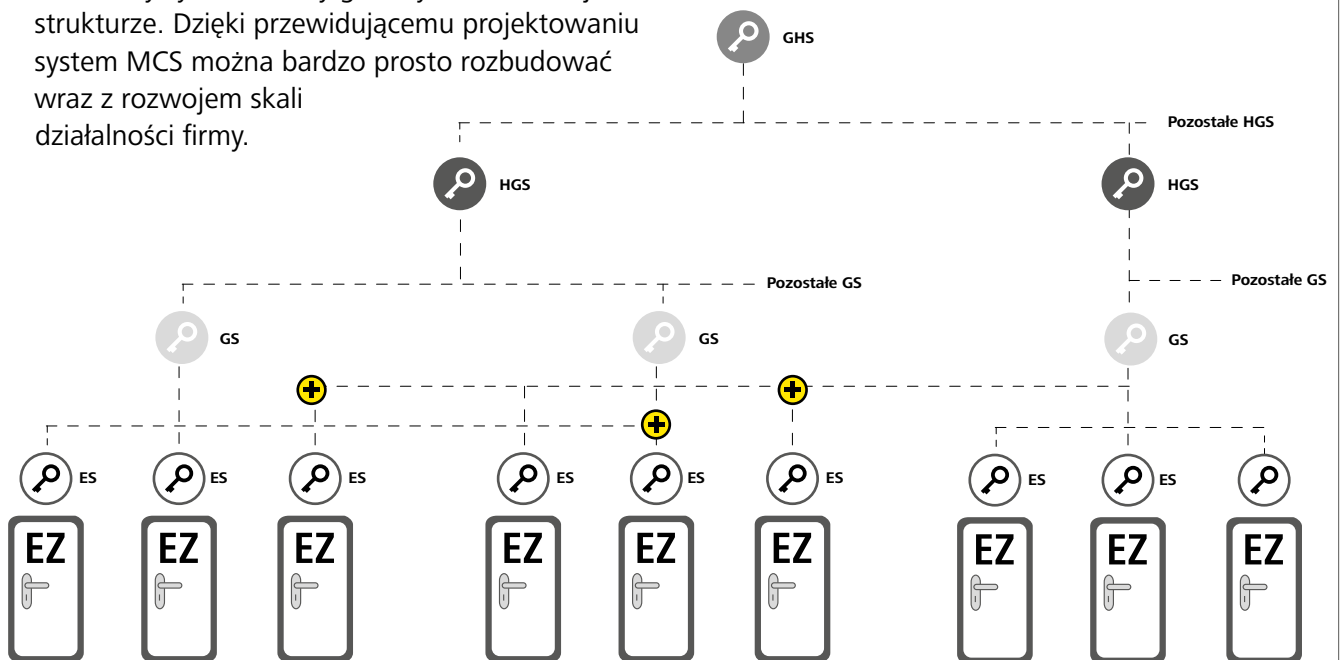 strukturze. Dzięki przewidującemu projektowaniu
system MCS można bardzo prosto rozbudować
wraz z rozwojem skali
działalności firmy.
GHS
Pozostałe HGS
HGS
HGS
Pozostałe GS
Pozostałe GS
GS
GS
GS
ES
ES
ES
ES
ES
ES
ES
ES
EZ
EZ
EZ
EZ
EZ
EZ
EZ
EZ
EZ